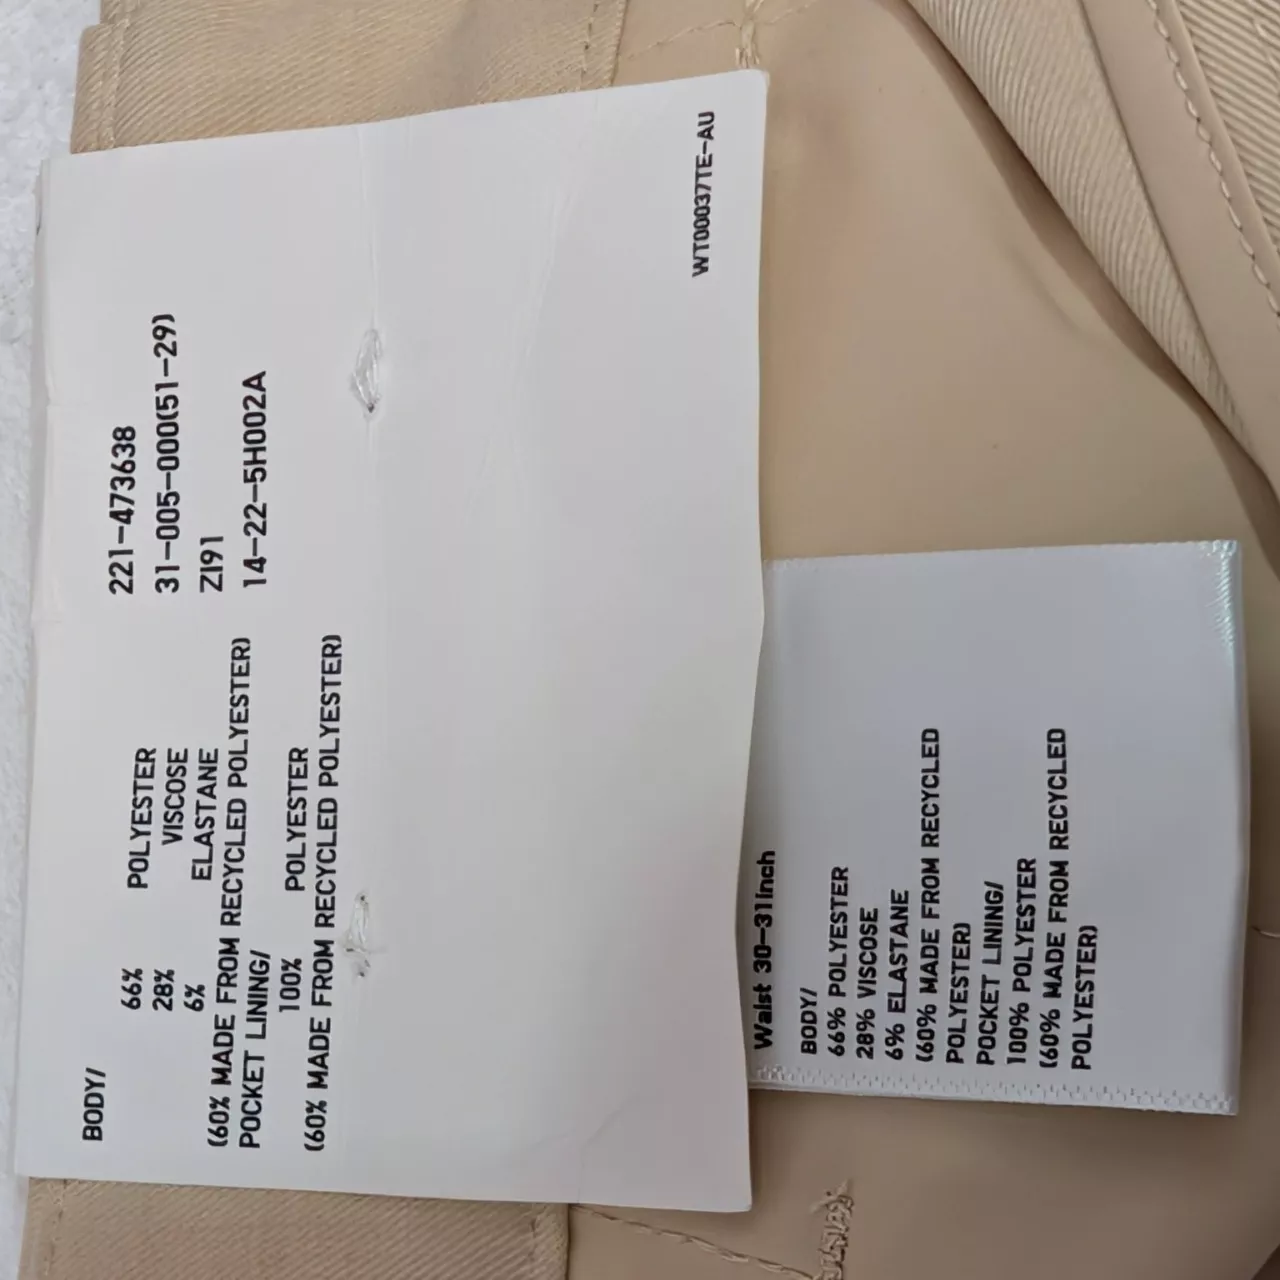 221-473638
31-005-000(51-29)
Z191
14-22-5H002A
BODY/
66% POLYESTER
28% VISCOSE
6% ELASTANE
(60% MADE FROM RECYCLED POLYESTER)
POCKET LINING/
100% POLYESTER
(60% MADE FROM RECYCLED POLYESTER)
WT00037TE-AU
Waist 30-31inch
BODY/
66% POLYESTER
28% VISCOSE
6% ELASTANE
(60% MADE FROM RECYCLED
POLYESTER)
POCKET LINING/
100% POLYESTER
(60% MADE FROM RECYCLED
POLYESTER)